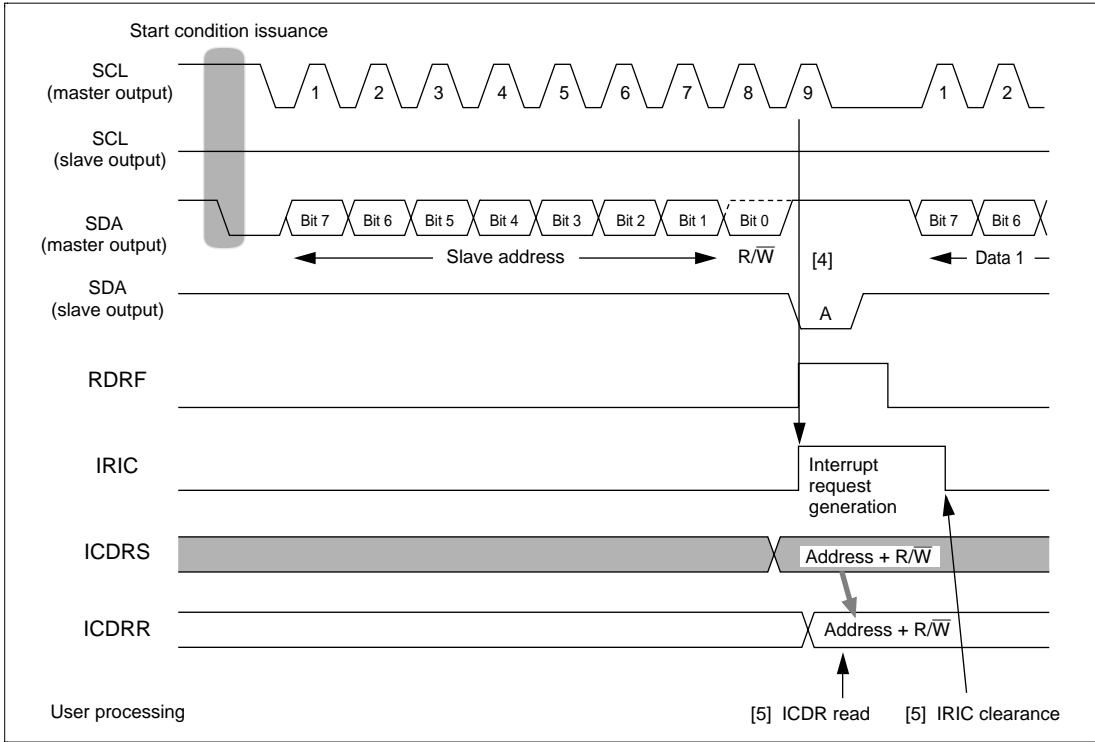 Start condition issuance
SCL
(master output)
1 2 3 4 5 6 7 8 9 1 2
SCL
(slave output)
SDA
(master output)
Bit 7 Bit 6 Bit 5 Bit 4 Bit 3 Bit 2 Bit 1 Bit 0 Bit 7 Bit 6
Slave address R/W̅ [4] Data 1
SDA
(slave output)
A
RDRF
IRIC
Interrupt
request
generation
ICDRS
Address + R/W̅
ICDRR
Address + R/W̅
User processing
[5] ICDR read
[5] IRIC clearance